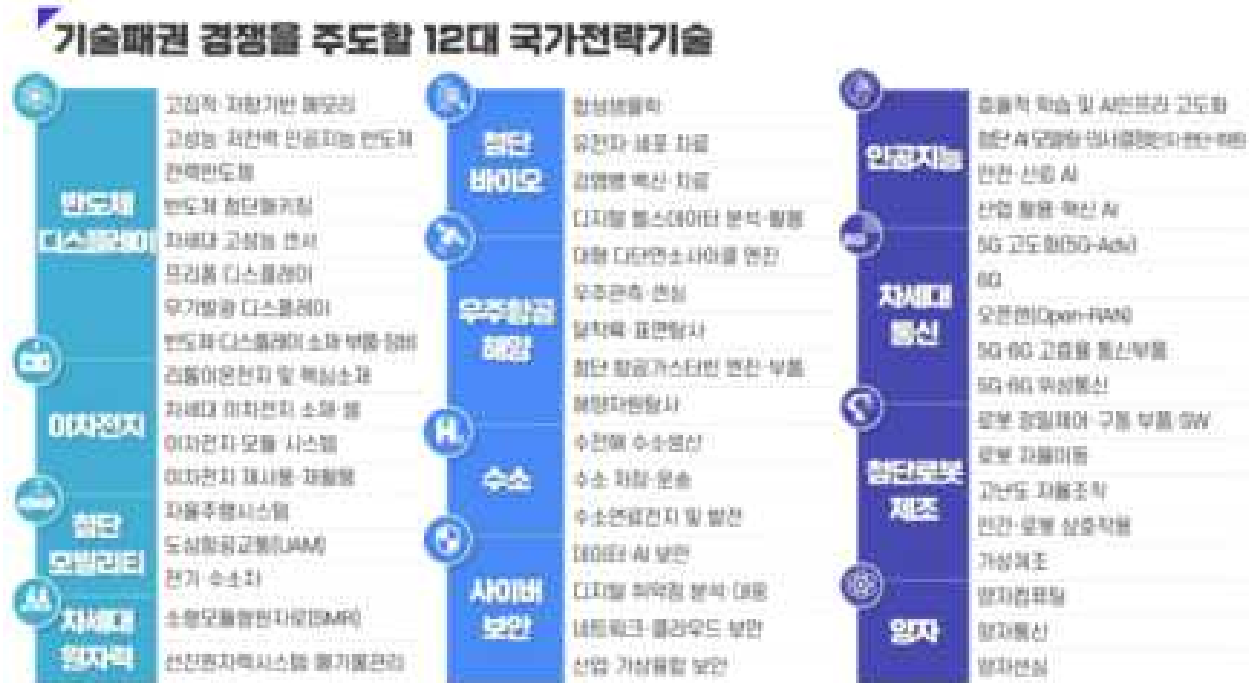 기술패권 경쟁을 주도할 12대 국가전략기술
반도체
디스플레이
고집적·저항기반 메모리
고성능·저전력 인공지능 반도체
전력반도체
반도체 첨단패키징
차세대 고성능 센서
프리폼 디스플레이
무기발광 디스플레이
반도체·디스플레이 소재·부품·장비
이차전지
리튬이온전지 및 핵심소재
차세대 이차전지 소재·셀
이차전지 모듈·시스템
이차전지 재사용·재활용
첨단
모빌리티
자율주행시스템
도심항공교통(UAM)
전기·수소차
차세대
원자력
소형모듈형원자로(SMR)
선진원자력시스템·폐기물관리
첨단
바이오
합성생물학
유전자·세포 치료
감염병 백신·치료
디지털 헬스데이터 분석·활용
우주항공
해양
대형 다단연소사이클 엔진
우주관측·센싱
달착륙·표면탐사
첨단 항공가스터빈 엔진·부품
해양자원탐사
수소
수전해 수소생산
수소 저장·운송
수소연료전지 및 발전
사이버
보안
데이터·AI 보안
디지털 취약점 분석·대응
네트워크·클라우드 보안
산업·가상융합 보안
인공지능
효율적 학습 및 AI인프라 고도화
첨단 AI 모델링·의사결정
안전·신뢰 AI
산업 활용·혁신 AI
차세대
통신
5G 고도화(5G-Adv)
6G
오픈랜(Open-RAN)
5G·6G 고효율 통신부품
5G·6G 위성통신
첨단로봇
제조
로봇 정밀제어·구동 부품·SW
로봇 자율이동
고난도 자율조작
인간·로봇 상호작용
가상제조
양자
양자컴퓨팅
양자통신
양자센싱